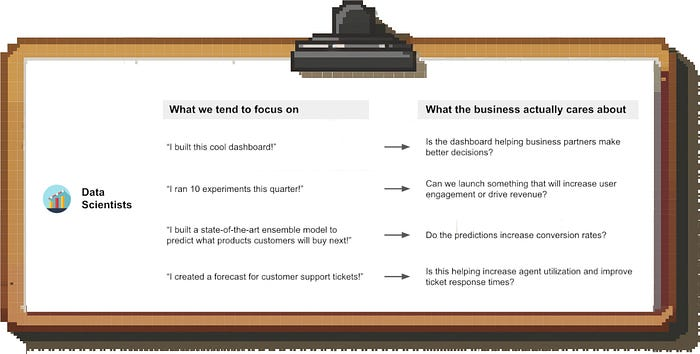 What we tend to focus on
What the business actually cares about
"I built this cool dashboard!"
Is the dashboard helping business partners make
better decisions?
Data
Scientists
"I ran 10 experiments this quarter!"
Can we launch something that will increase user
engagement or drive revenue?
"I built a state-of-the-art ensemble model to
predict what products customers will buy next!"
Do the predictions increase conversion rates?
"I created a forecast for customer support tickets!"
Is this helping increase agent utilization and improve
ticket response times?